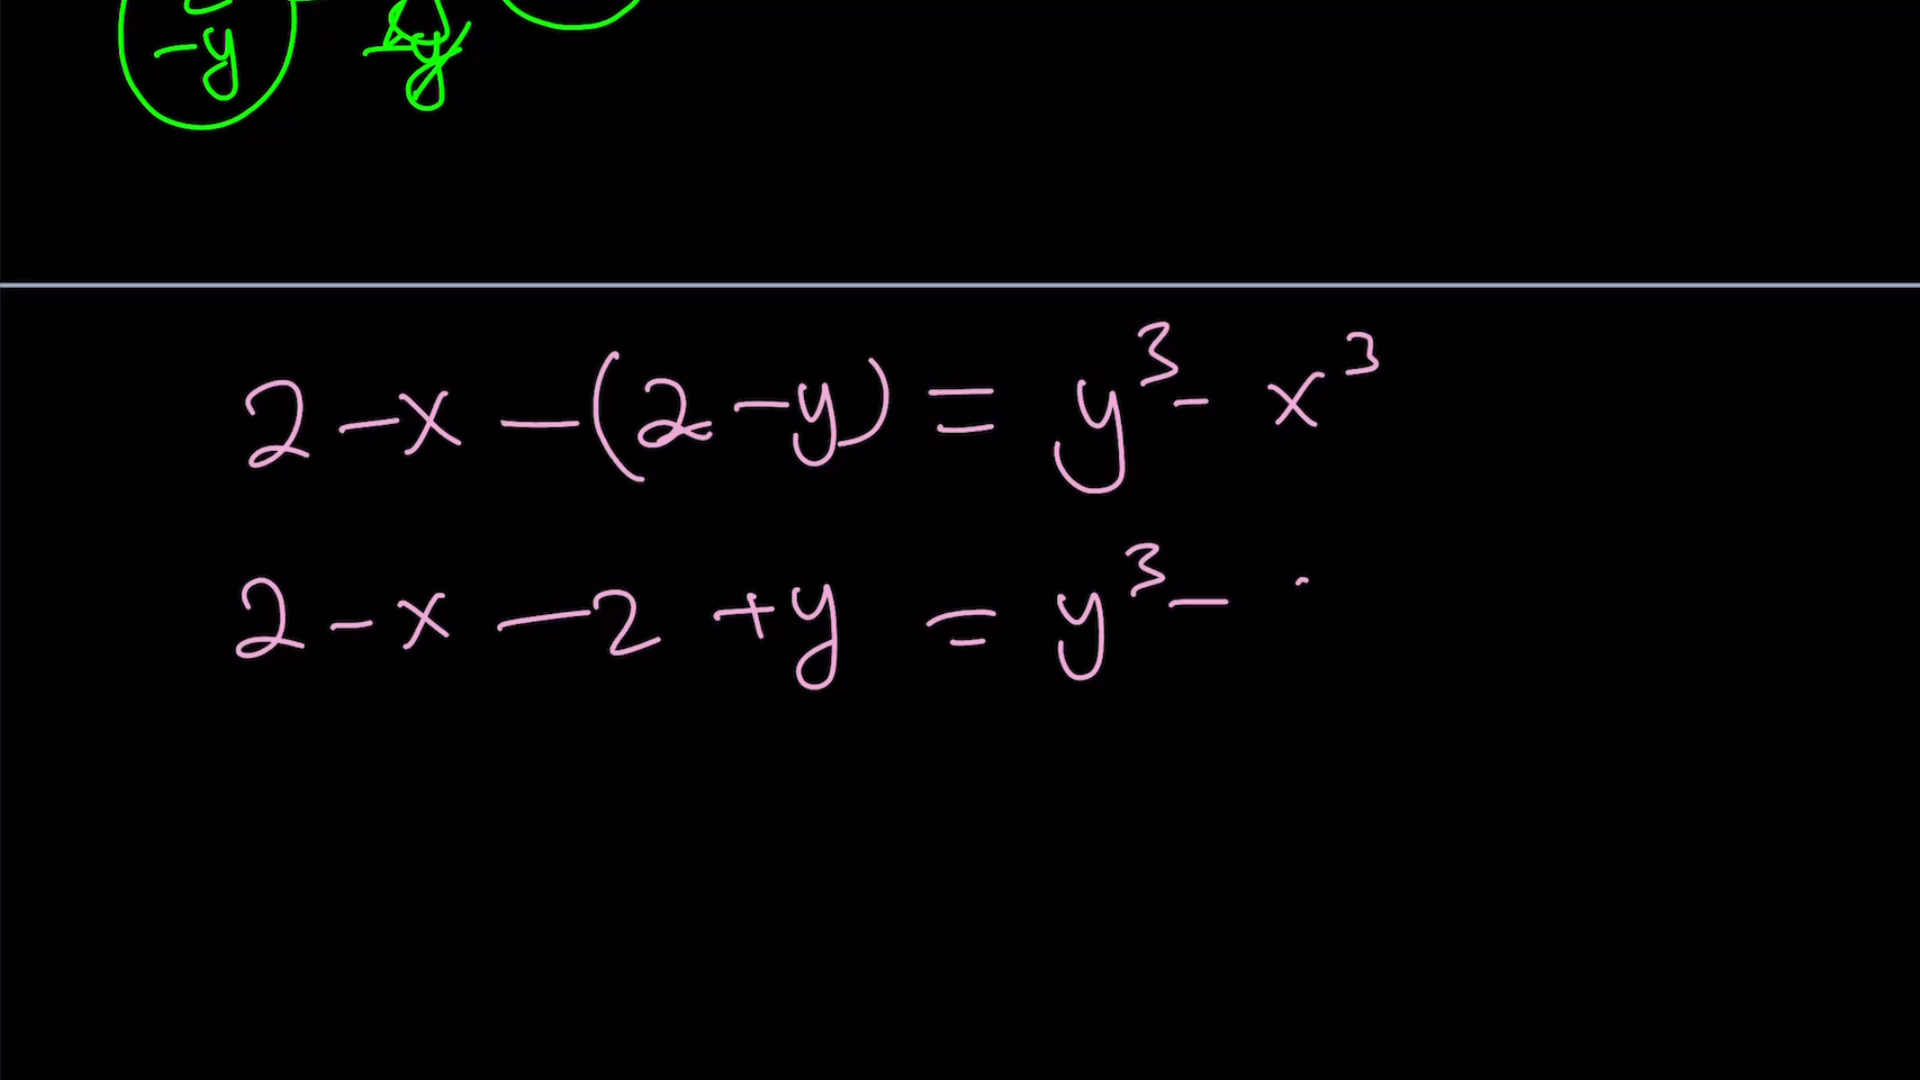 -y y
2-x-(2-y) = y³- x³
2-x-2+y = y³-